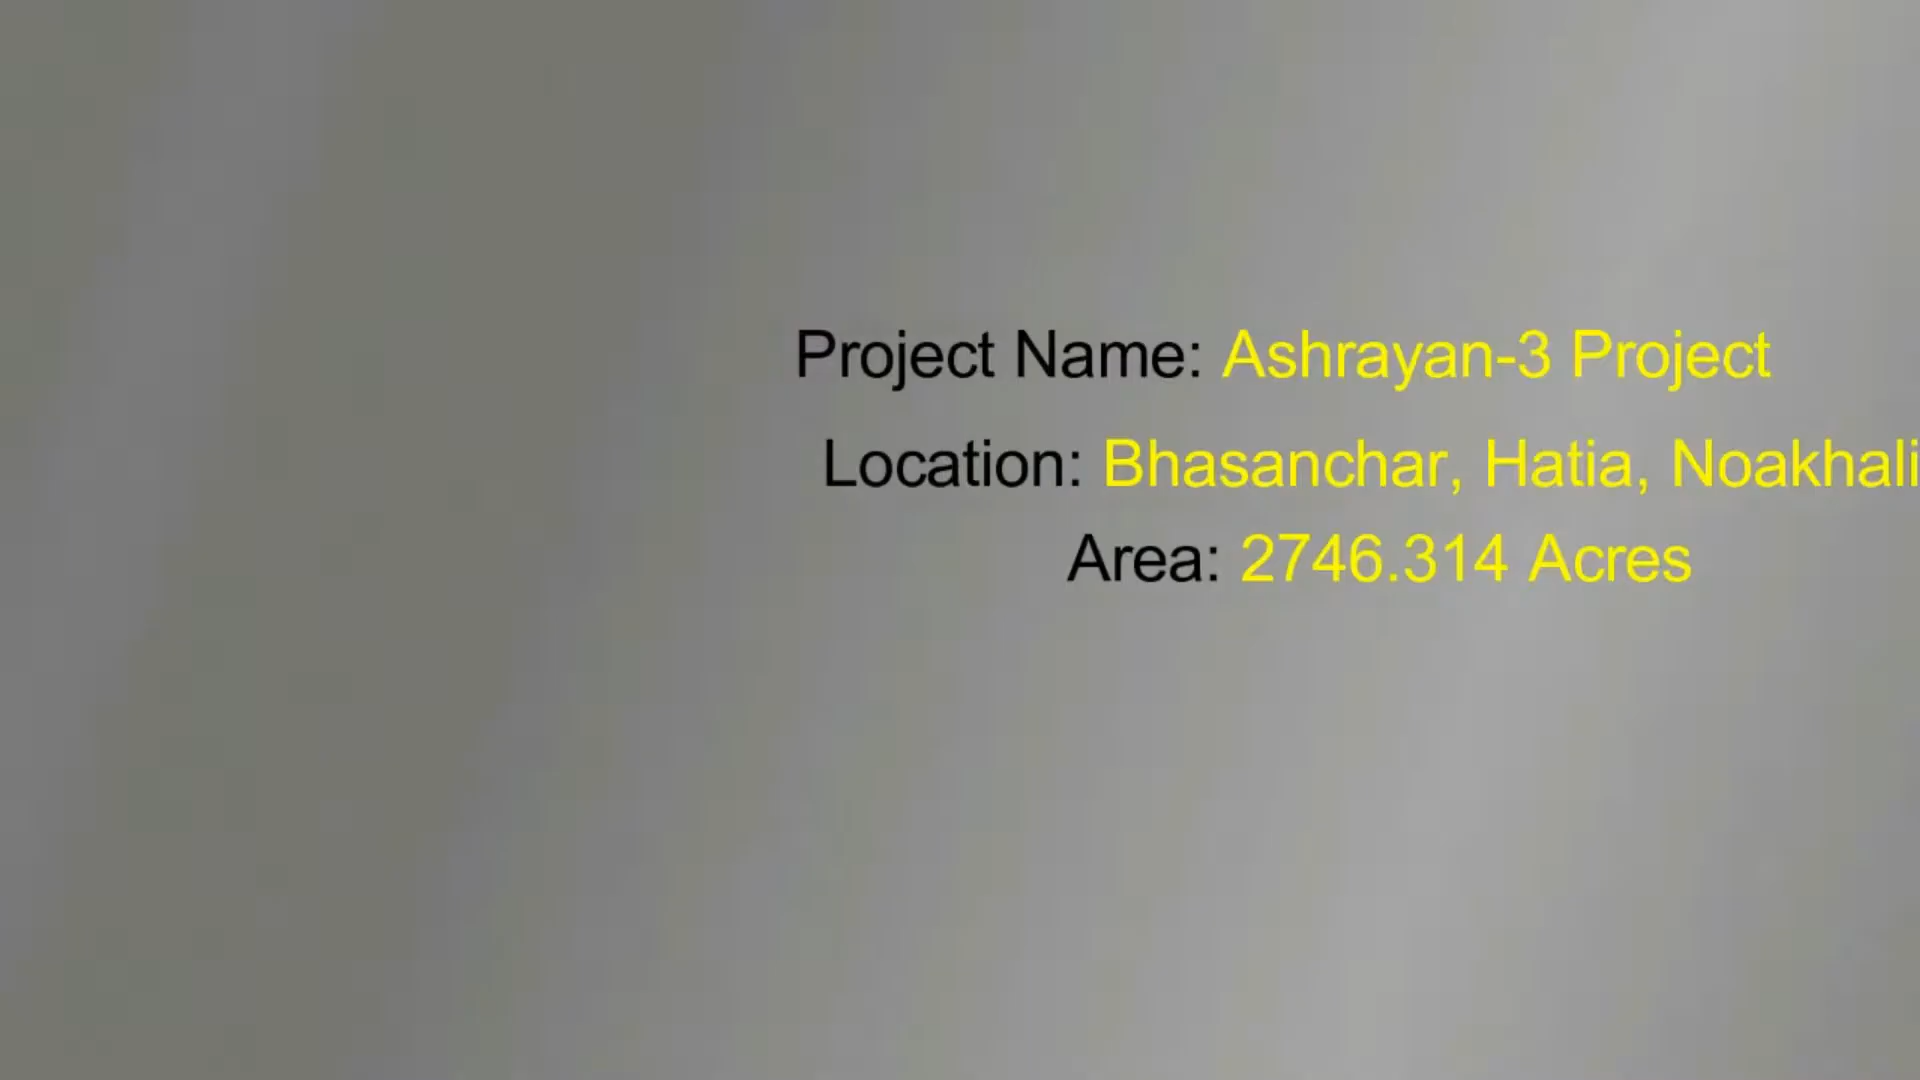 Project Name: Ashrayan-3 Project
Location: Bhasanchar, Hatia, Noakhali
Area: 2746.314 Acres